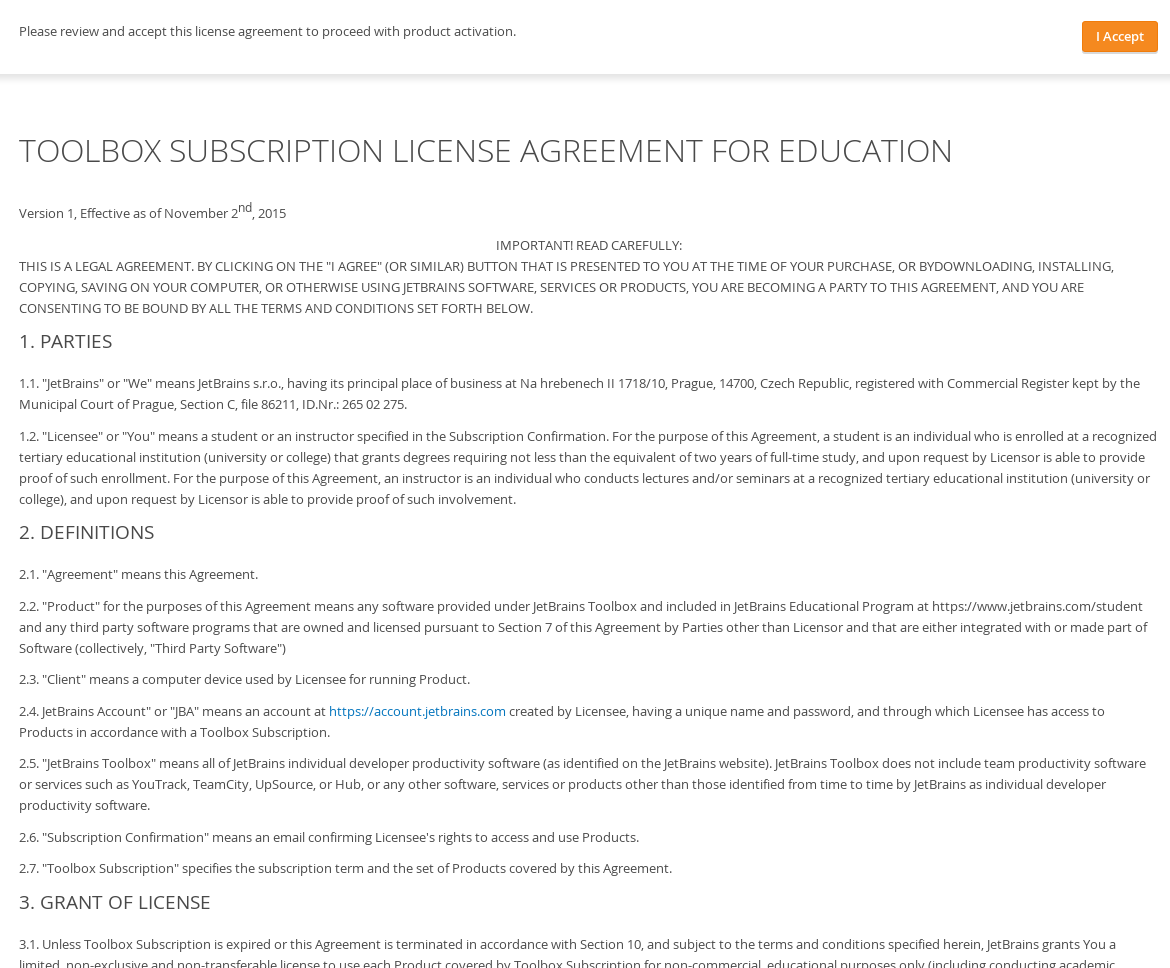 Please review and accept this license agreement to proceed with product activation.
I Accept
TOOLBOX SUBSCRIPTION LICENSE AGREEMENT FOR EDUCATION
Version 1, Effective as of November 2nd, 2015
IMPORTANT! READ CAREFULLY:
THIS IS A LEGAL AGREEMENT. BY CLICKING ON THE "I AGREE" (OR SIMILAR) BUTTON THAT IS PRESENTED TO YOU AT THE TIME OF YOUR PURCHASE, OR BYDOWNLOADING, INSTALLING,
COPYING, SAVING ON YOUR COMPUTER, OR OTHERWISE USING JETBRAINS SOFTWARE, SERVICES OR PRODUCTS, YOU ARE BECOMING A PARTY TO THIS AGREEMENT, AND YOU ARE
CONSENTING TO BE BOUND BY ALL THE TERMS AND CONDITIONS SET FORTH BELOW.
1. PARTIES
1.1. "JetBrains" or "We" means JetBrains s.r.o., having its principal place of business at Na hrebenech II 1718/10, Prague, 14700, Czech Republic, registered with Commercial Register kept by the
Municipal Court of Prague, Section C, file 86211, ID.Nr.: 265 02 275.
1.2. "Licensee" or "You" means a student or an instructor specified in the Subscription Confirmation. For the purpose of this Agreement, a student is an individual who is enrolled at a recognized
tertiary educational institution (university or college) that grants degrees requiring not less than the equivalent of two years of full-time study, and upon request by Licensor is able to provide
proof of such enrollment. For the purpose of this Agreement, an instructor is an individual who conducts lectures and/or seminars at a recognized tertiary educational institution (university or
college), and upon request by Licensor is able to provide proof of such involvement.
2. DEFINITIONS
2.1. "Agreement" means this Agreement.
2.2. "Product" for the purposes of this Agreement means any software provided under JetBrains Toolbox and included in JetBrains Educational Program at https://www.jetbrains.com/student
and any third party software programs that are owned and licensed pursuant to Section 7 of this Agreement by Parties other than Licensor and that are either integrated with or made part of
Software (collectively, "Third Party Software")
2.3. "Client" means a computer device used by Licensee for running Product.
2.4. JetBrains Account" or "JBA" means an account at https://account.jetbrains.com created by Licensee, having a unique name and password, and through which Licensee has access to
Products in accordance with a Toolbox Subscription.
2.5. "JetBrains Toolbox" means all of JetBrains individual developer productivity software (as identified on the JetBrains website). JetBrains Toolbox does not include team productivity software
or services such as YouTrack, TeamCity, UpSource, or Hub, or any other software, services or products other than those identified from time to time by JetBrains as individual developer
productivity software.
2.6. "Subscription Confirmation" means an email confirming Licensee's rights to access and use Products.
2.7. "Toolbox Subscription" specifies the subscription term and the set of Products covered by this Agreement.
3. GRANT OF LICENSE
3.1. Unless Toolbox Subscription is expired or this Agreement is terminated in accordance with Section 10, and subject to the terms and conditions specified herein, JetBrains grants You a
limited, non-exclusive and non-transferable license to use each Product covered by Toolbox Subscription for non-commercial, educational purposes only (including conducting academic